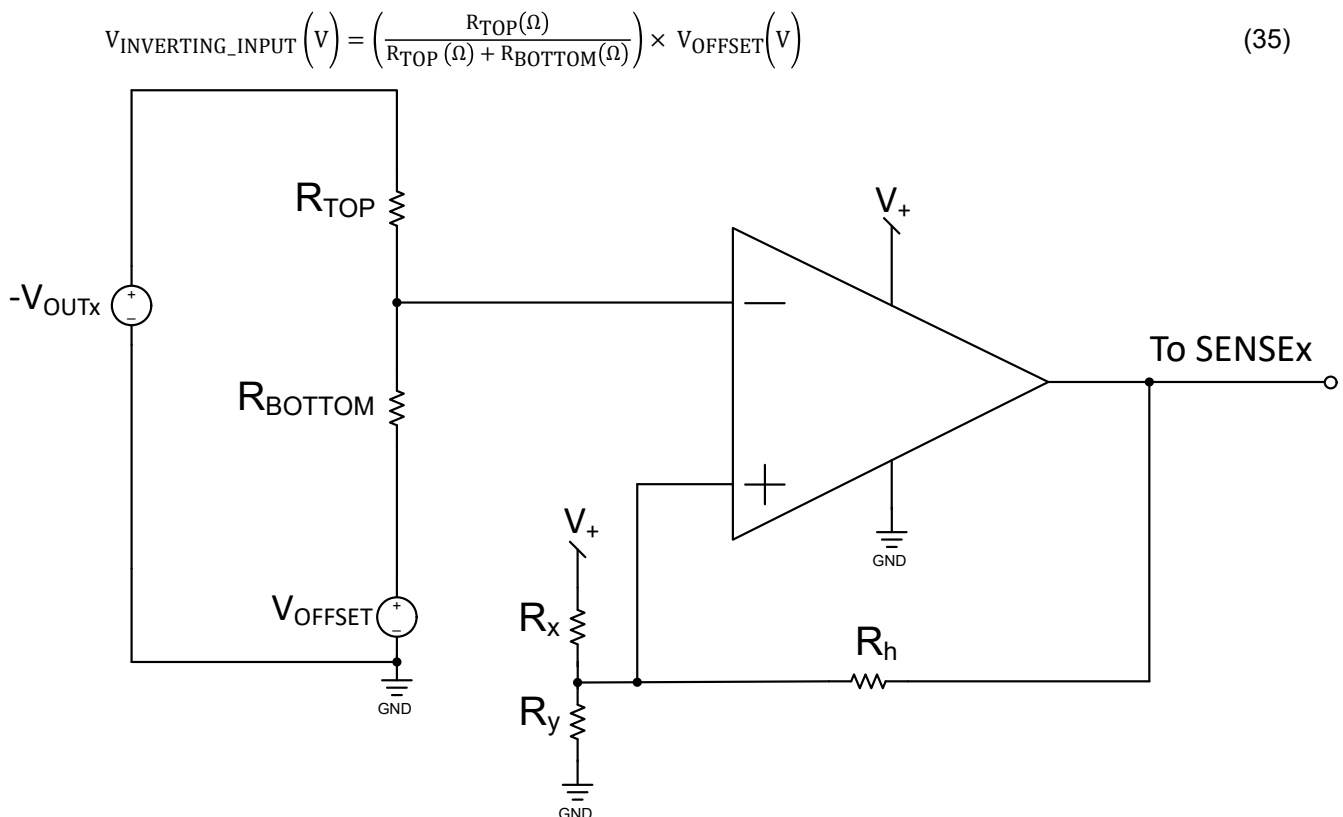 V_INVERTING_INPUT (V) = (R_TOP(Ω) / (R_TOP (Ω) + R_BOTTOM(Ω))) × V_OFFSET(V) (35)
R_TOP
V_+
-V_OUTx
+
−
−
To SENSEx
R_BOTTOM
+
V_+
GND
V_OFFSET
+
−
R_x
R_h
GND
R_y
GND